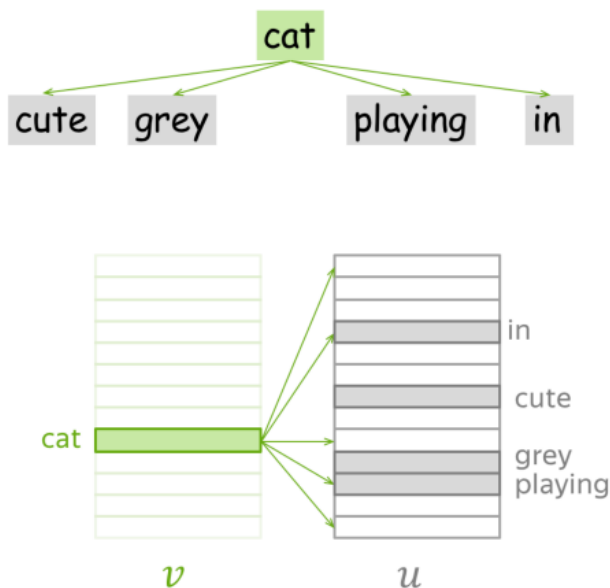 cat
cute grey playing in
in
cute
cat
grey
playing
v u